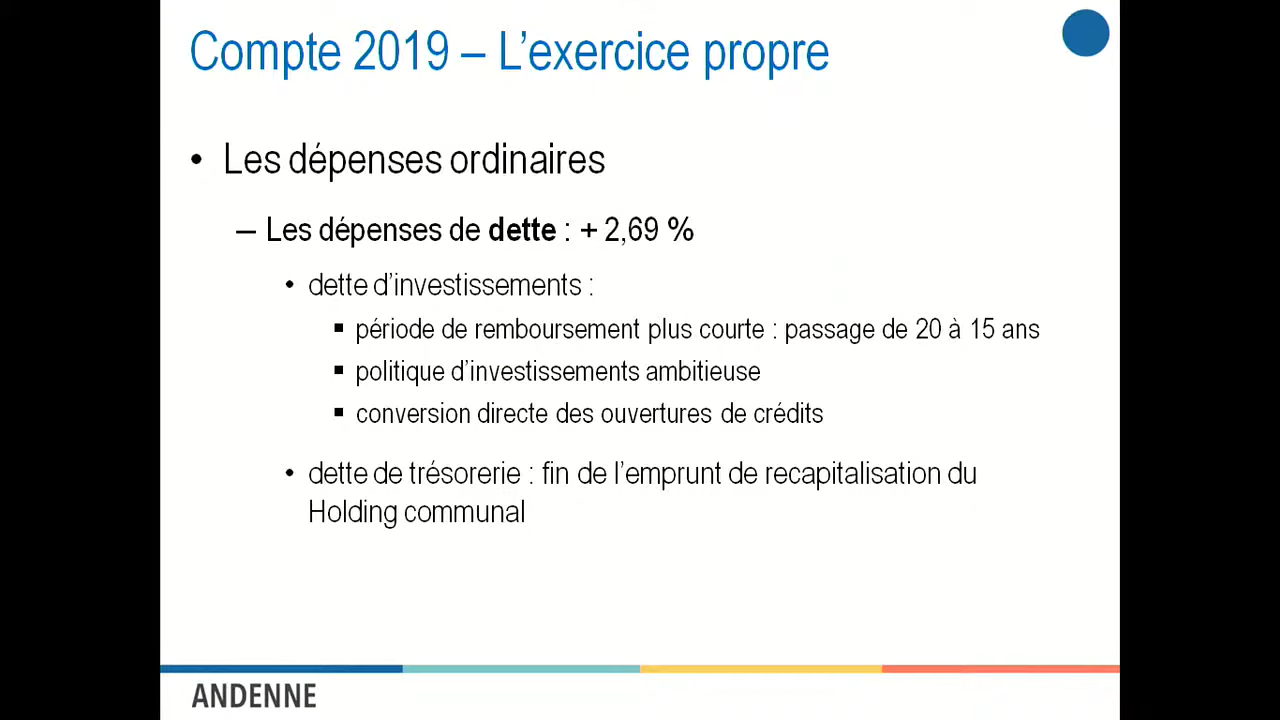 Compte 2019 – L’exercice propre
• Les dépenses ordinaires
– Les dépenses de dette : + 2,69 %
• dette d’investissements :
▪ période de remboursement plus courte : passage de 20 à 15 ans
▪ politique d’investissements ambitieuse
▪ conversion directe des ouvertures de crédits
• dette de trésorerie : fin de l’emprunt de recapitalisation du
Holding communal
ANDENNE